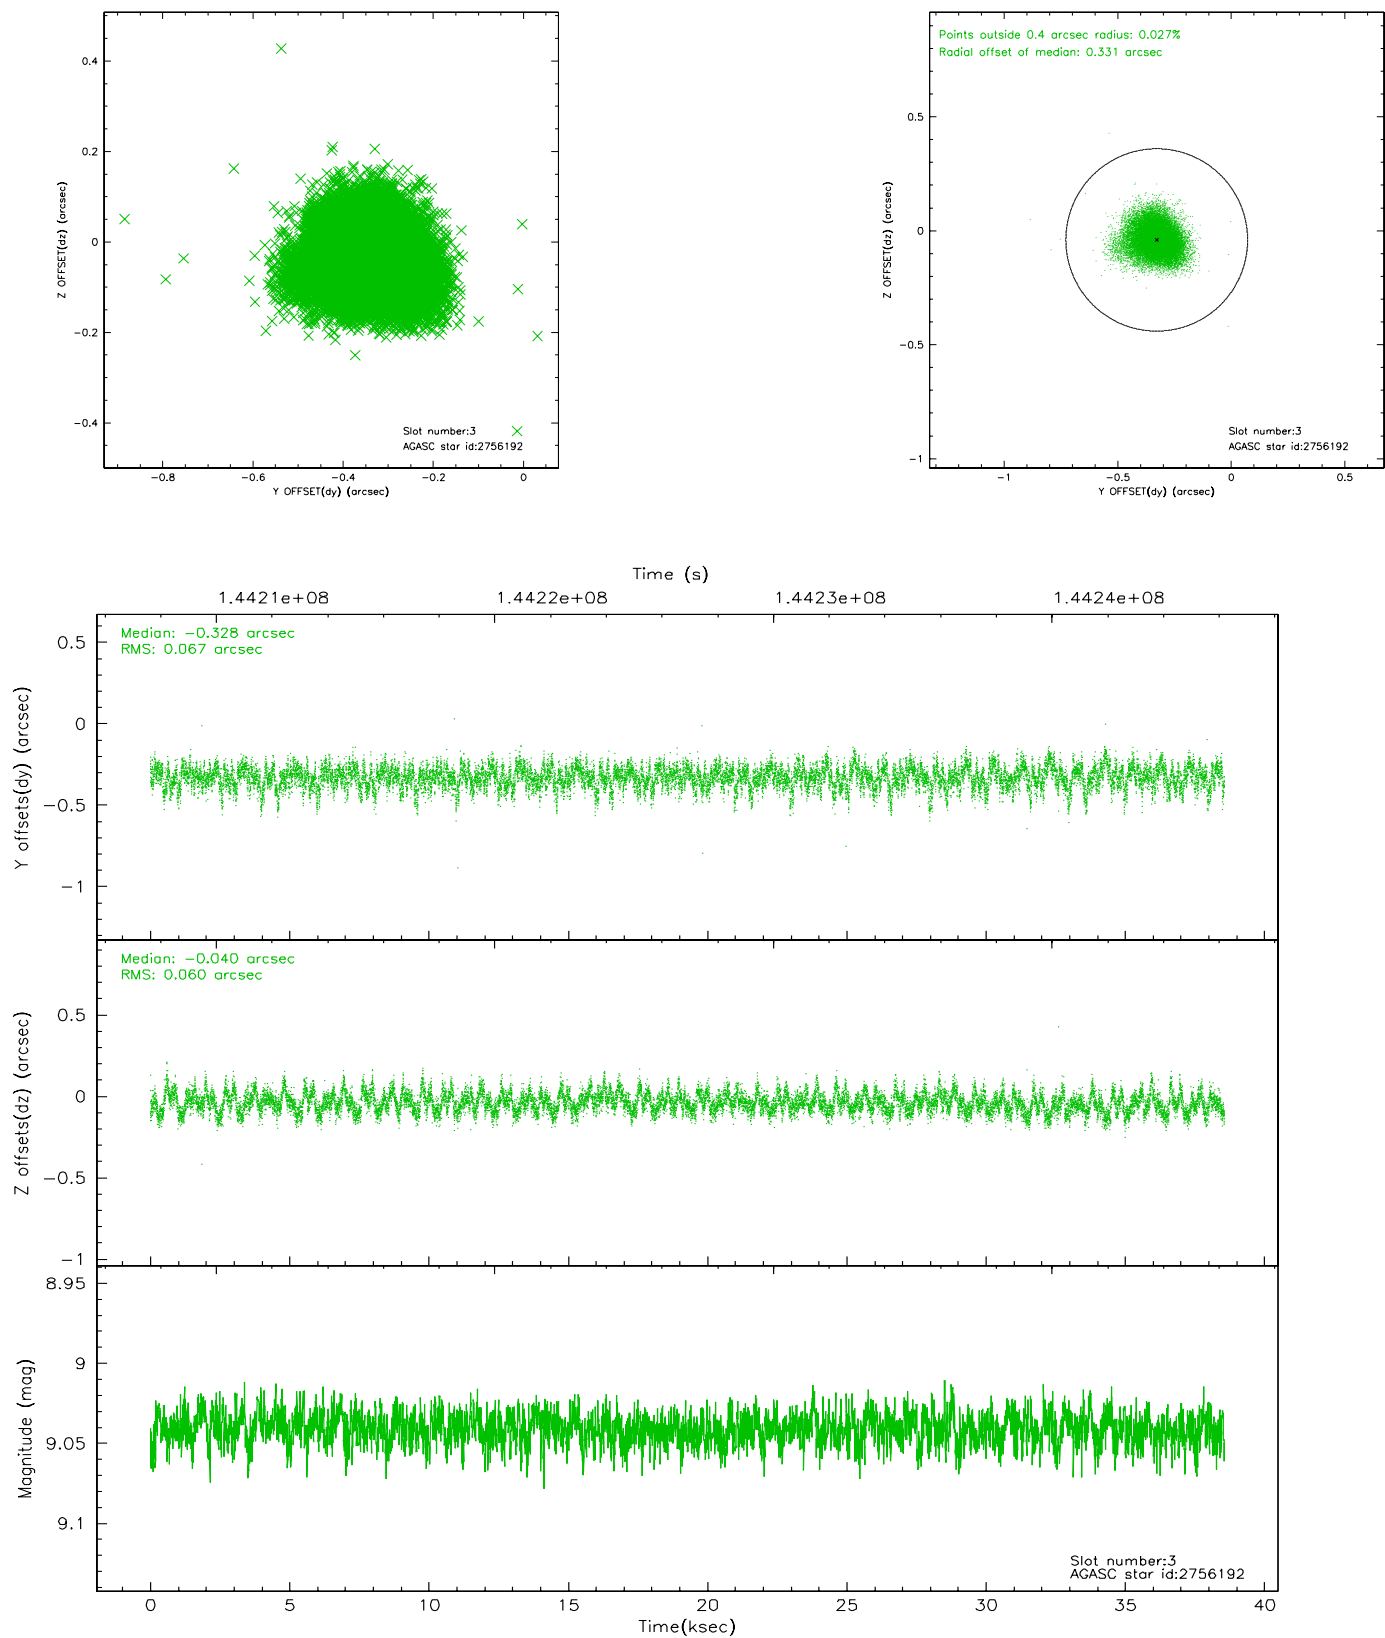 0.4
0.2
0
−0.2
−0.4
Z OFFSET(dz) (arcsec)
Slot number:3
AGASC star id:2756192
−0.8
−0.6
−0.4
−0.2
0
Y OFFSET(dy) (arcsec)
Points outside 0.4 arcsec radius: 0.027%
Radial offset of median: 0.331 arcsec
0.5
0
−0.5
−1
Z OFFSET(dz) (arcsec)
Slot number:3
AGASC star id:2756192
−1
−0.5
0
0.5
Y OFFSET(dy) (arcsec)
Time (s)
1.4421e+08
1.4422e+08
1.4423e+08
1.4424e+08
Median: −0.328 arcsec
RMS: 0.067 arcsec
0.5
0
−0.5
−1
Y offsets(dy) (arcsec)
Median: −0.040 arcsec
RMS: 0.060 arcsec
0.5
0
−0.5
−1
Z offsets(dz) (arcsec)
8.95
9
9.05
9.1
Magnitude (mag)
Slot number:3
AGASC star id:2756192
0
5
10
15
20
25
30
35
40
Time(ksec)